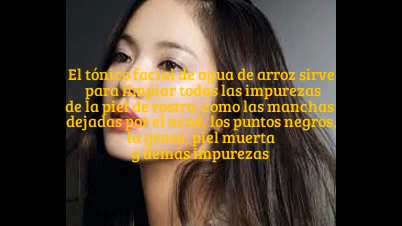 El tónico facial de agua de arroz sirve
para limpiar todas las impurezas
de la piel de rostro, como las manchas
dejadas por el acné, los puntos negros,
la grasa, piel muerta
y demás impurezas